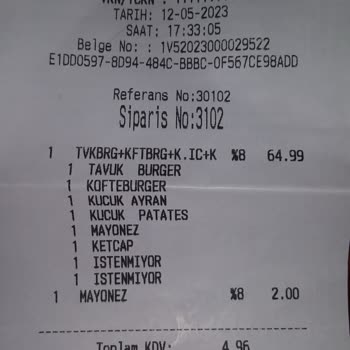 TARIH: 12-05-2023
SAAT: 17:33:05
Belge No: : 1V52023000029522
E1DD0597-8D94-484C-BBBC-0F567CE98ADD
Referans No:30102
Siparis No:3102
1 TVKBRG+KFTBRG+K.IC+K %8 64.99
1 TAVUK BURGER
1 KOFTEBURGER
1 KUCUK AYRAN
1 KUCUK PATATES
1 MAYONEZ
1 KETCAP
1 ISTENMIYOR
1 ISTENMIYOR
1 MAYONEZ %8 2.00
Toplam KDV: 4.96